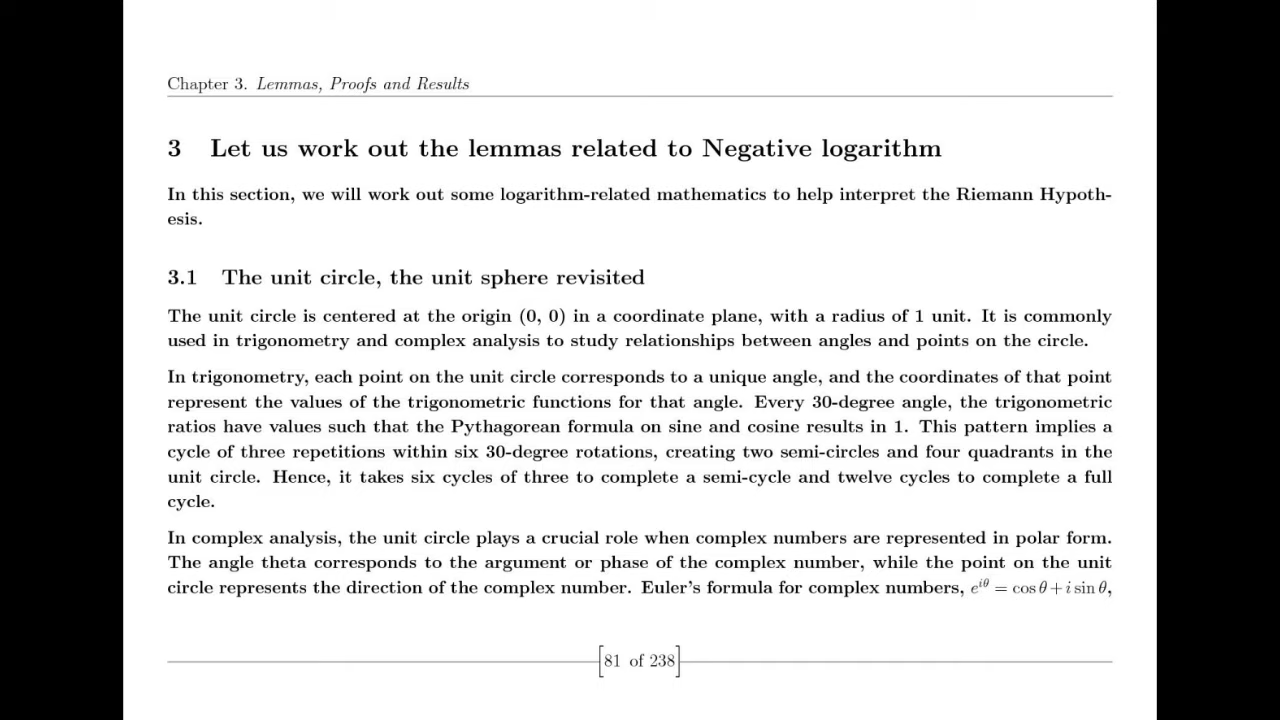 Chapter 3. Lemmas, Proofs and Results
3 Let us work out the lemmas related to Negative logarithm
In this section, we will work out some logarithm-related mathematics to help interpret the Riemann Hypoth-
esis.
3.1 The unit circle, the unit sphere revisited
The unit circle is centered at the origin (0, 0) in a coordinate plane, with a radius of 1 unit. It is commonly
used in trigonometry and complex analysis to study relationships between angles and points on the circle.
In trigonometry, each point on the unit circle corresponds to a unique angle, and the coordinates of that point
represent the values of the trigonometric functions for that angle. Every 30-degree angle, the trigonometric
ratios have values such that the Pythagorean formula on sine and cosine results in 1. This pattern implies a
cycle of three repetitions within six 30-degree rotations, creating two semi-circles and four quadrants in the
unit circle. Hence, it takes six cycles of three to complete a semi-cycle and twelve cycles to complete a full
cycle.
In complex analysis, the unit circle plays a crucial role when complex numbers are represented in polar form.
The angle theta corresponds to the argument or phase of the complex number, while the point on the unit
circle represents the direction of the complex number. Euler's formula for complex numbers, e^{iθ} = cos θ + i sin θ,
[81 of 238]